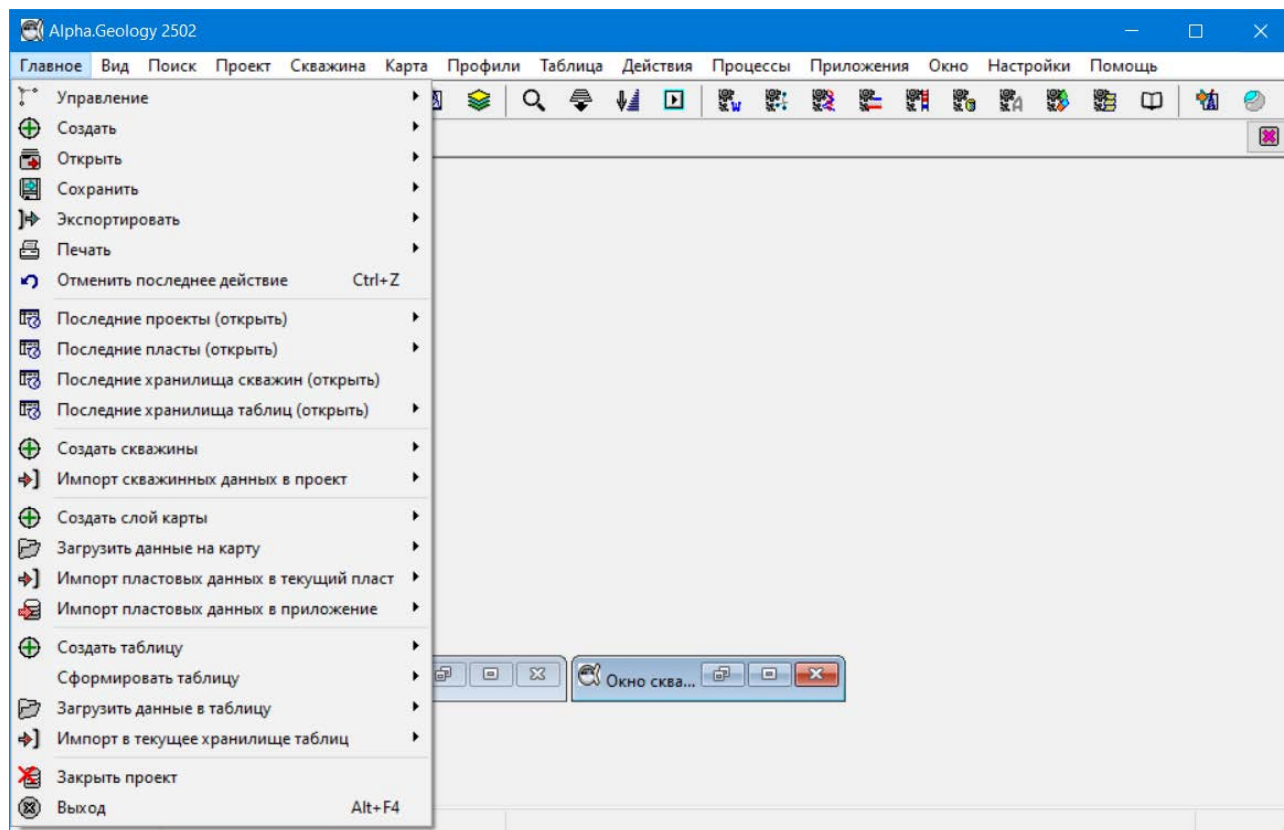 Alpha.Geology 2502
Главное Вид Поиск Проект Скважина Карта Профили Таблица Действия Процессы Приложения Окно Настройки Помощь
Управление
Создать
Открыть
Сохранить
Экспортировать
Печать
Отменить последнее действие Ctrl+Z
Последние проекты (открыть)
Последние пласты (открыть)
Последние хранилища скважин (открыть)
Последние хранилища таблиц (открыть)
Создать скважины
Импорт скважинных данных в проект
Создать слой карты
Загрузить данные на карту
Импорт пластовых данных в текущий пласт
Импорт пластовых данных в приложение
Создать таблицу
Сформировать таблицу
Окно сква...
Загрузить данные в таблицу
Импорт в текущее хранилище таблиц
Закрыть проект
Выход Alt+F4